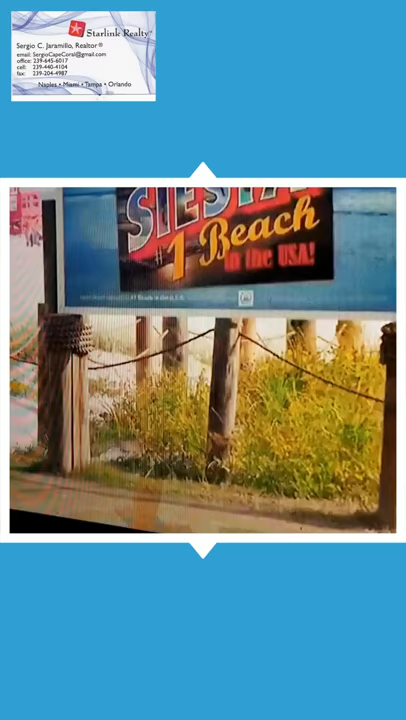 Starlink Realty
Sergio C. Jaramillo, Realtor®
email: SergioCapeCoral@gmail.com
office: 239-645-6017
cell: 239-440-4104
fax: 239-204-4987
Naples • Miami • Tampa • Orlando
SIESTA
#1 Beach
in the USA!